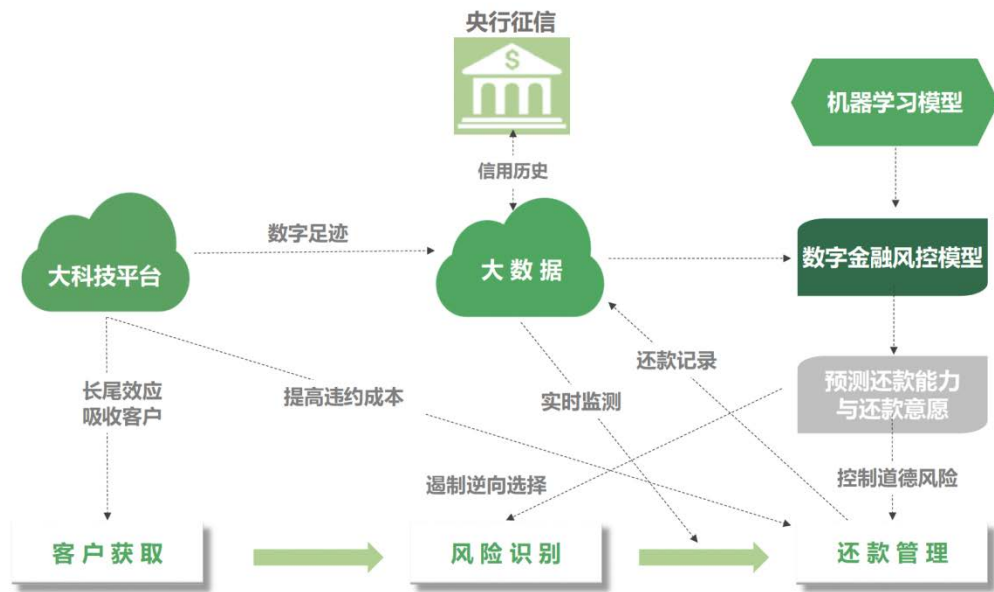 央行征信
$
机器学习模型
信用历史
数字足迹
大科技平台
大数据
数字金融风控模型
还款记录
长尾效应
吸收客户
提高违约成本
实时监测
预测还款能力
与还款意愿
遏制逆向选择
控制道德风险
客户获取
风险识别
还款管理